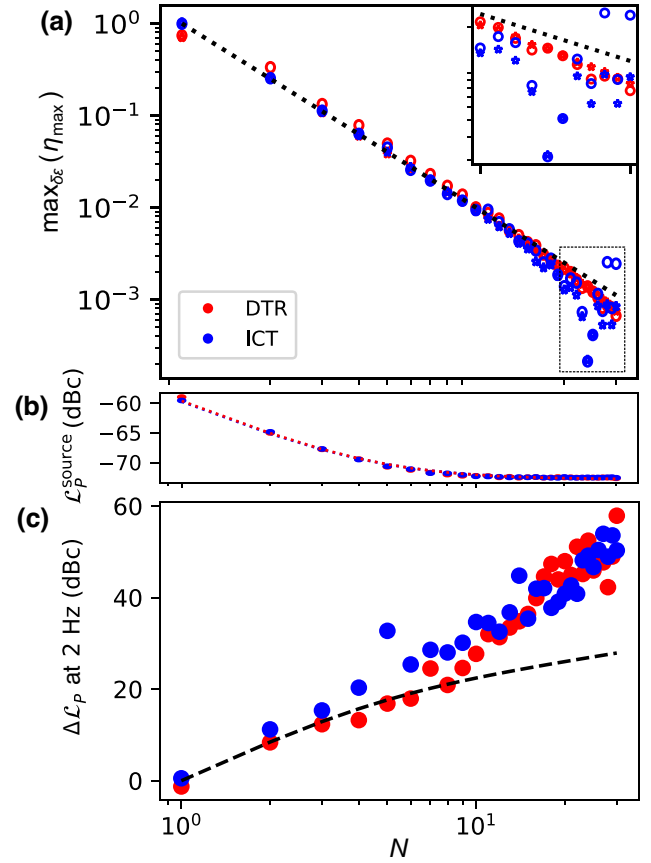 (a)
10⁰
10⁻¹
10⁻²
10⁻³
max_δε (η_max)
DTR
ICT
(b)
−60
−65
−70
ℒ_P^source (dBc)
(c)
60
40
20
0
Δℒ_P at 2 Hz (dBc)
10⁰
10¹
N